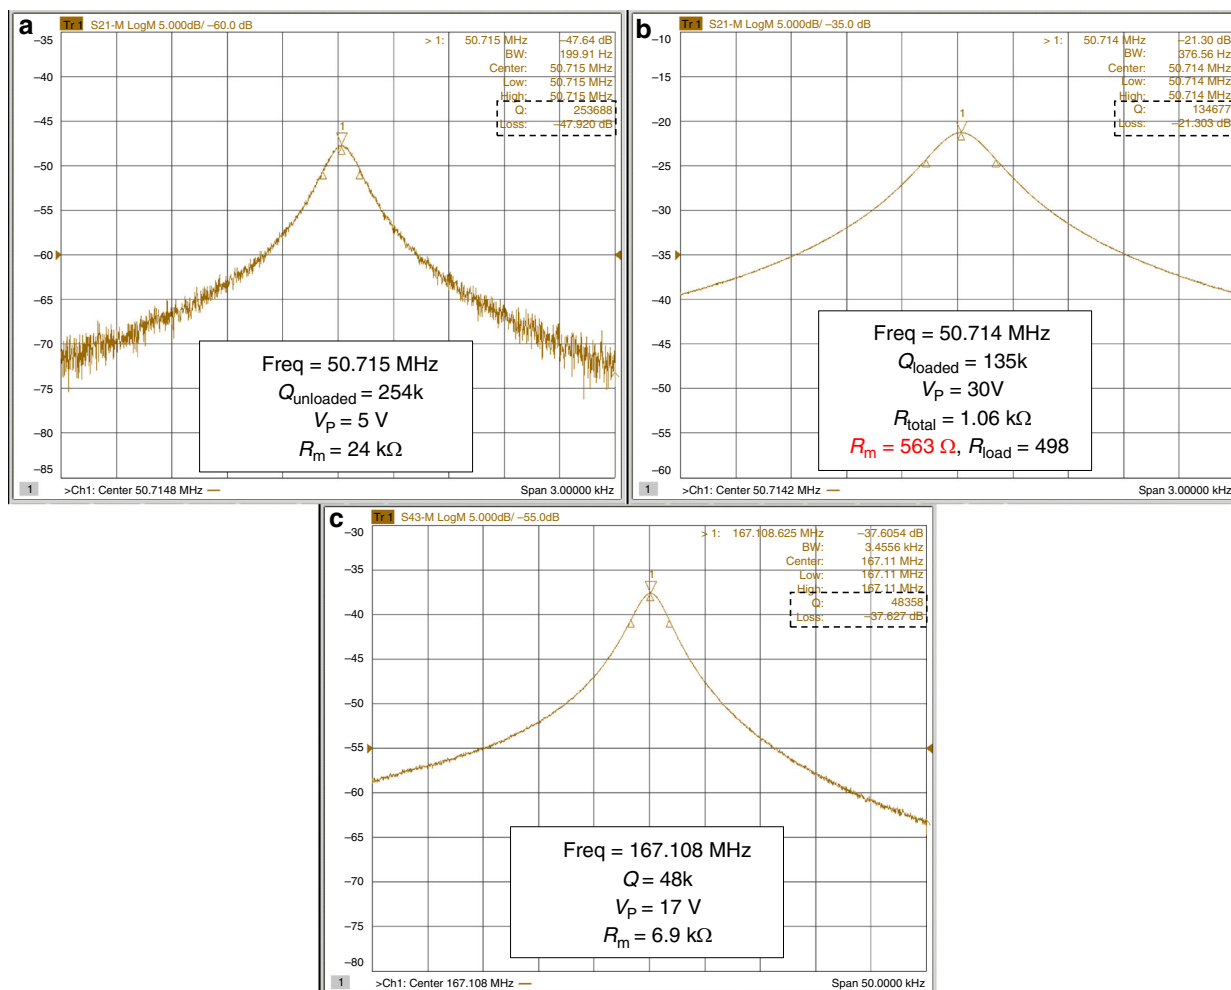 a
Tr 1 S21-M LogM 5.000dB/ –60.0 dB
–35
–40
–45
–50
–55
–60
–65
–70
–75
–80
–85
> 1: 50.715 MHz –47.64 dB
BW: 199.91 Hz
Center: 50.715 MHz
Low: 50.715 MHz
High: 50.715 MHz
Q: 253688
Loss: –47.920 dB
1
Freq = 50.715 MHz
Qunloaded = 254k
VP = 5 V
Rm = 24 kΩ
1 >Ch1: Center 50.7148 MHz — Span 3.00000 kHz
b
Tr 1 S21-M LogM 5.000dB/ –35.0 dB
–10
–15
–20
–25
–30
–35
–40
–45
–50
–55
–60
> 1: 50.714 MHz –21.30 dB
BW: 376.56 Hz
Center: 50.714 MHz
Low: 50.714 MHz
High: 50.714 MHz
Q: 134677
Loss: –21.303 dB
1
Freq = 50.714 MHz
Qloaded = 135k
VP = 30V
Rtotal = 1.06 kΩ
Rm = 563 Ω, Rload = 498
1 >Ch1: Center 50.7142 MHz — Span 3.00000 kHz
c
Tr 1 S43-M LogM 5.000dB/ –55.0dB
–30
–35
–40
–45
–50
–55
–60
–65
–70
–75
–80
> 1: 167.108.625 MHz –37.6054 dB
BW: 3.4556 kHz
Center: 167.11 MHz
Low: 167.11 MHz
High: 167.11 MHz
Q: 48358
Loss: –37.627 dB
1
Freq = 167.108 MHz
Q = 48k
VP = 17 V
Rm = 6.9 kΩ
1 >Ch1: Center 167.108 MHz — Span 50.0000 kHz